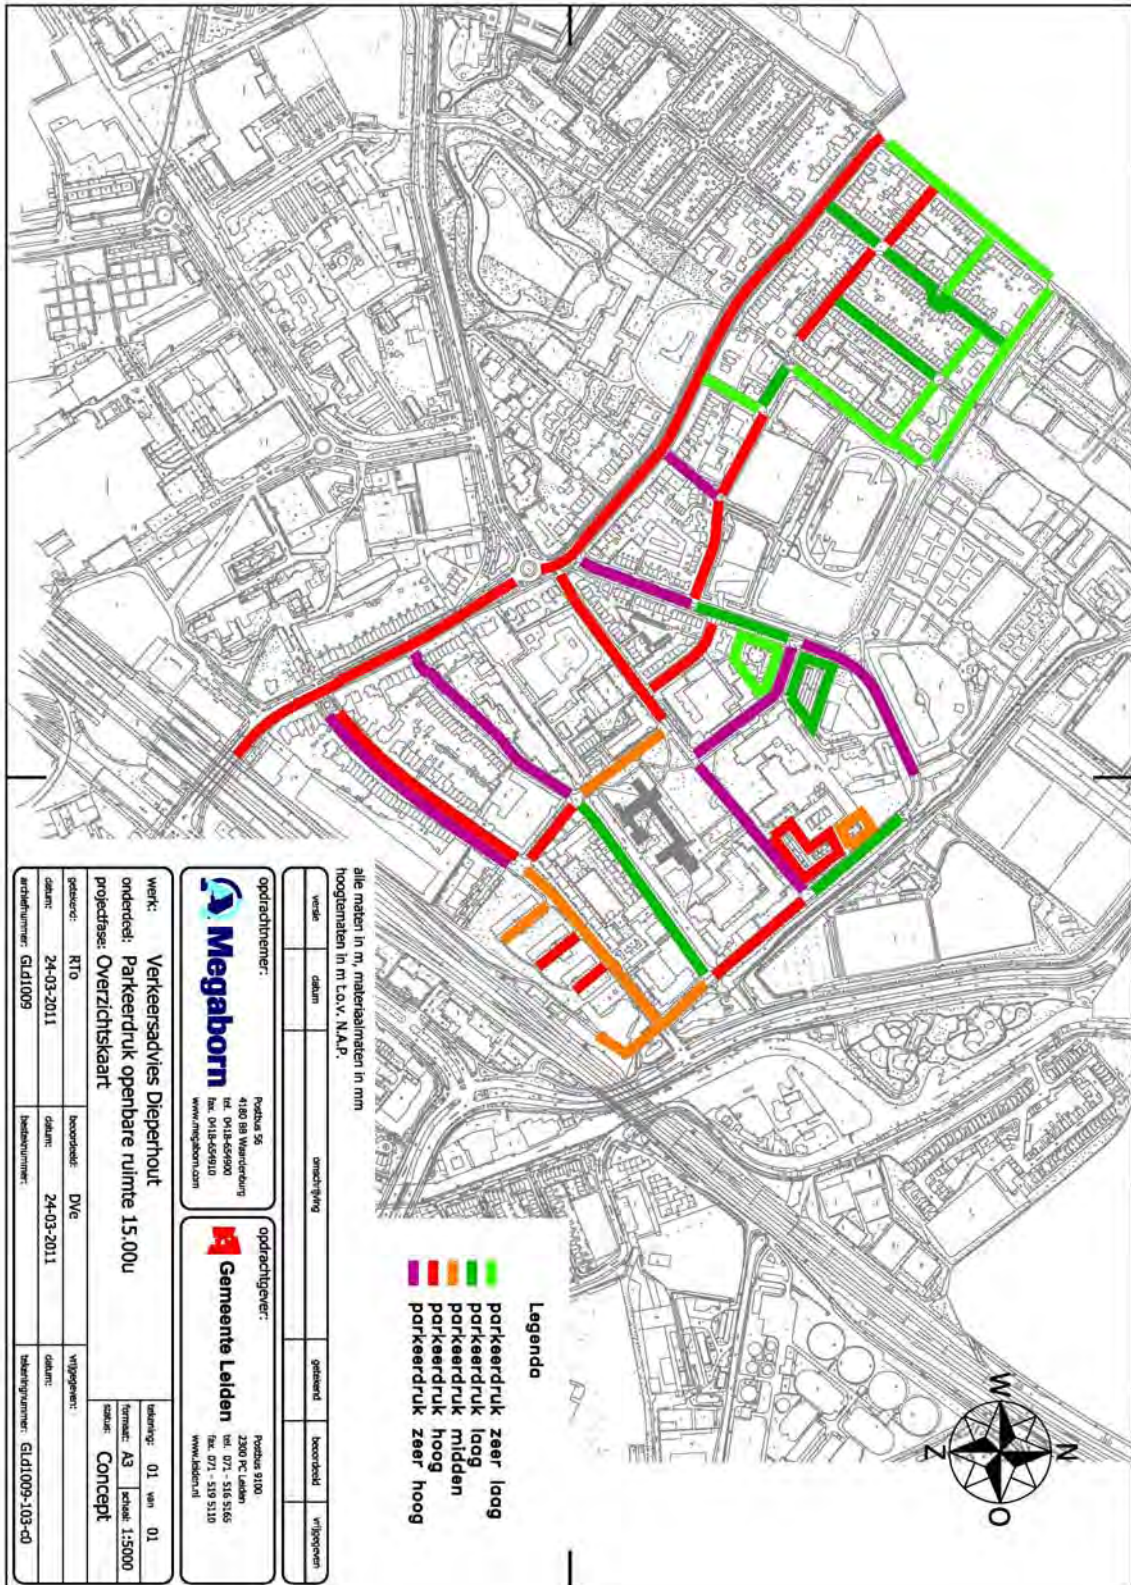 Legenda
parkeerdruk zeer laag
parkeerdruk laag
parkeerdruk midden
parkeerdruk hoog
parkeerdruk zeer hoog
N
O
Z
W
alle maten in m, materiaalmaten in mm
hoogtematen in m t.o.v. N.A.P.
versie datum omschrijving getekend beoordeeld vrijgegeven
opdrachtnemer:
Megaborn
Postbus 56
4180 BB Waardenburg
tel. 0418-654900
fax. 0418-654910
www.megaborn.com
opdrachtgever:
Gemeente Leiden
Postbus 9100
2300 PC Leiden
tel. 071 - 516 5165
fax. 071 - 519 5110
www.leiden.nl
werk: Verkeersadvies Dieperhout
onderdeel: Parkeerdruk openbare ruimte 15.00u
projectfase: Overzichtskaart
tekening: 01 van 01
formaat: A3 schaal: 1:5000
status: Concept
getekend: RTo beoordeeld: DVe vrijgegeven:
datum: 24-03-2011 datum: 24-03-2011 datum:
archiefnummer: GLd1009 besteknummer: tekeningnummer: GLd1009-103-c0